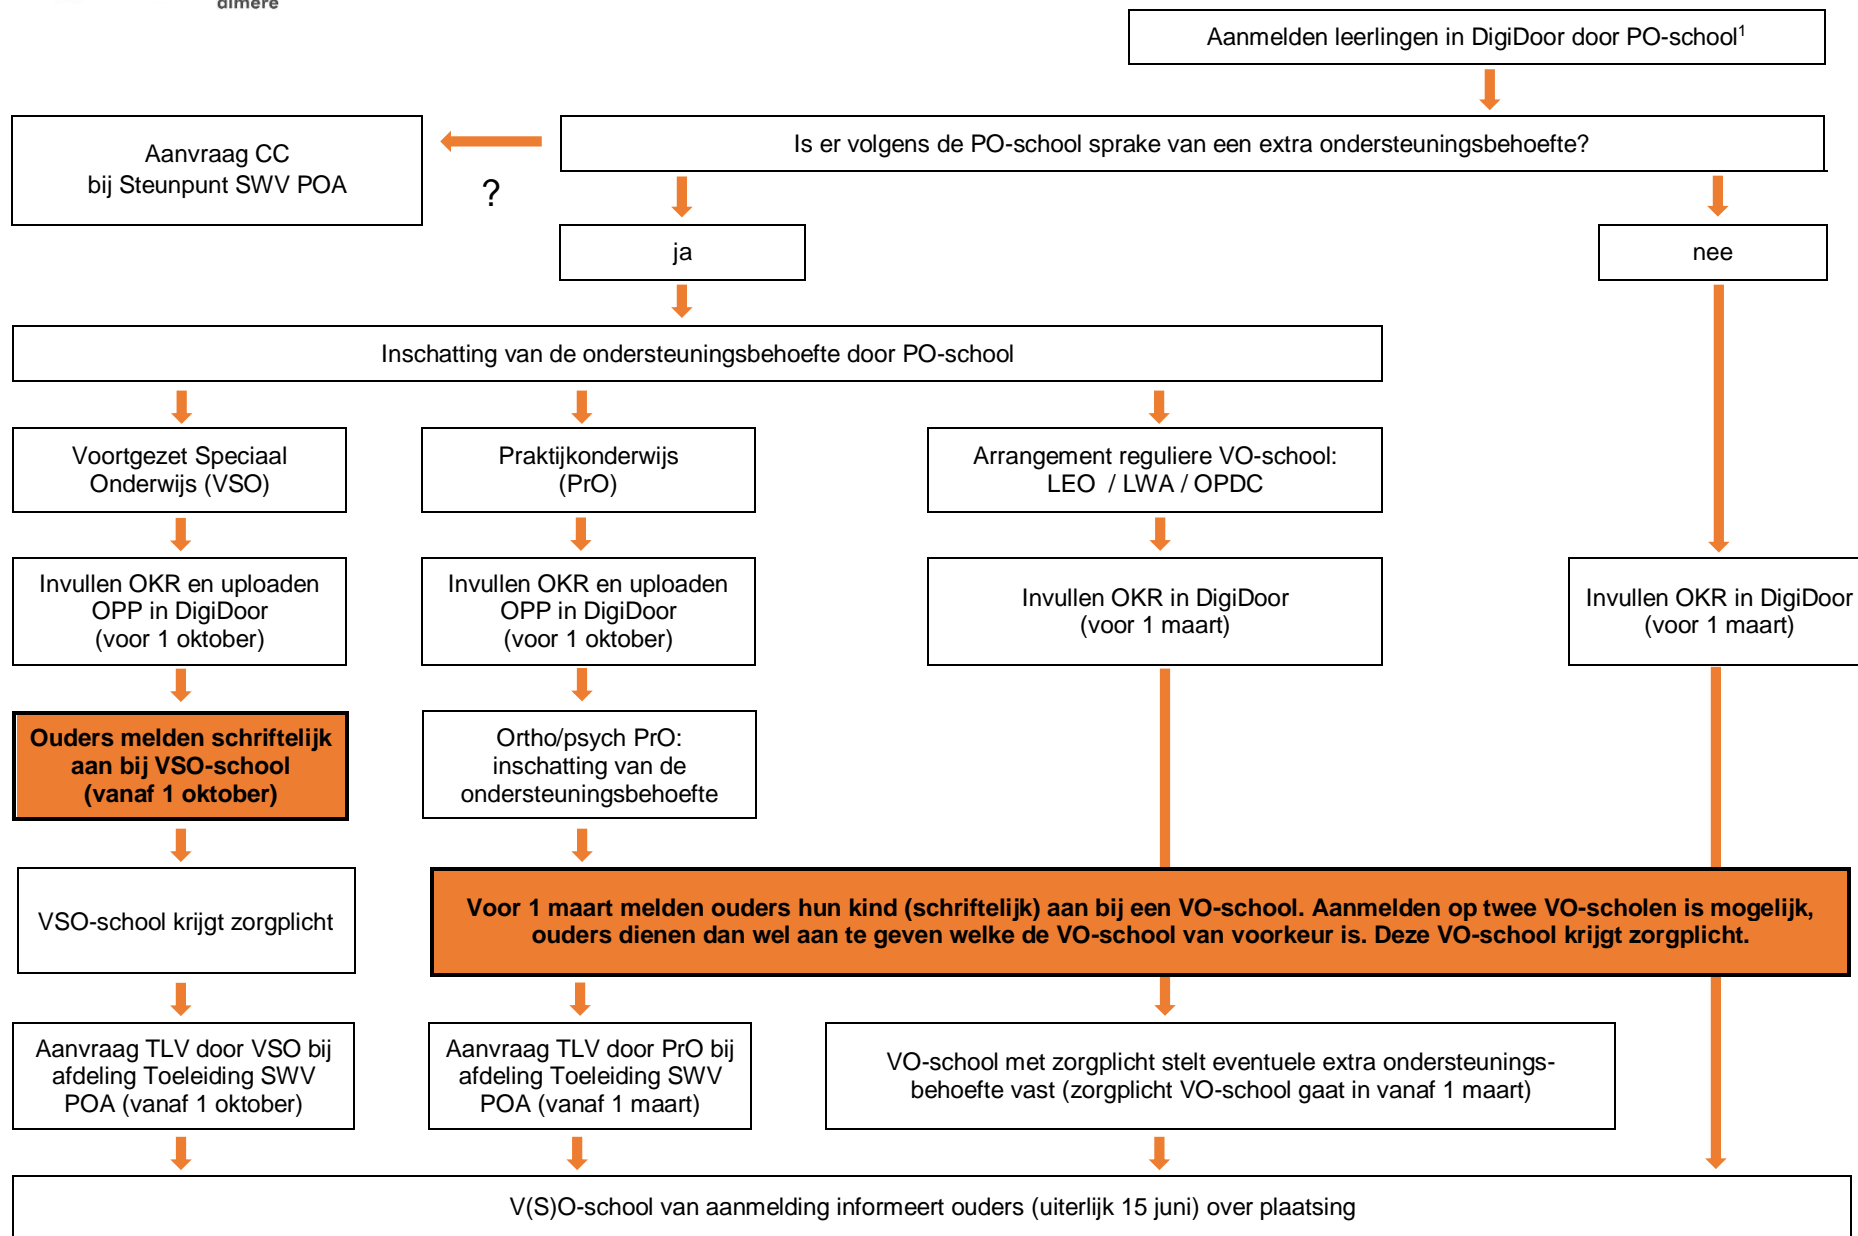 almere
Aanmelden leerlingen in DigiDoor door PO-school¹
Is er volgens de PO-school sprake van een extra ondersteuningsbehoefte?
Aanvraag CC
bij Steunpunt SWV POA
?
ja
nee
Inschatting van de ondersteuningsbehoefte door PO-school
Voortgezet Speciaal
Onderwijs (VSO)
Praktijkonderwijs
(PrO)
Arrangement reguliere VO-school:
LEO / LWA / OPDC
Invullen OKR en uploaden
OPP in DigiDoor
(voor 1 oktober)
Invullen OKR en uploaden
OPP in DigiDoor
(voor 1 oktober)
Invullen OKR in DigiDoor
(voor 1 maart)
Invullen OKR in DigiDoor
(voor 1 maart)
Ouders melden schriftelijk
aan bij VSO-school
(vanaf 1 oktober)
Ortho/psych PrO:
inschatting van de
ondersteuningsbehoefte
VSO-school krijgt zorgplicht
Voor 1 maart melden ouders hun kind (schriftelijk) aan bij een VO-school. Aanmelden op twee VO-scholen is mogelijk,
ouders dienen dan wel aan te geven welke de VO-school van voorkeur is. Deze VO-school krijgt zorgplicht.
Aanvraag TLV door VSO bij
afdeling Toeleiding SWV
POA (vanaf 1 oktober)
Aanvraag TLV door PrO bij
afdeling Toeleiding SWV
POA (vanaf 1 maart)
VO-school met zorgplicht stelt eventuele extra ondersteunings-
behoefte vast (zorgplicht VO-school gaat in vanaf 1 maart)
V(S)O-school van aanmelding informeert ouders (uiterlijk 15 juni) over plaatsing